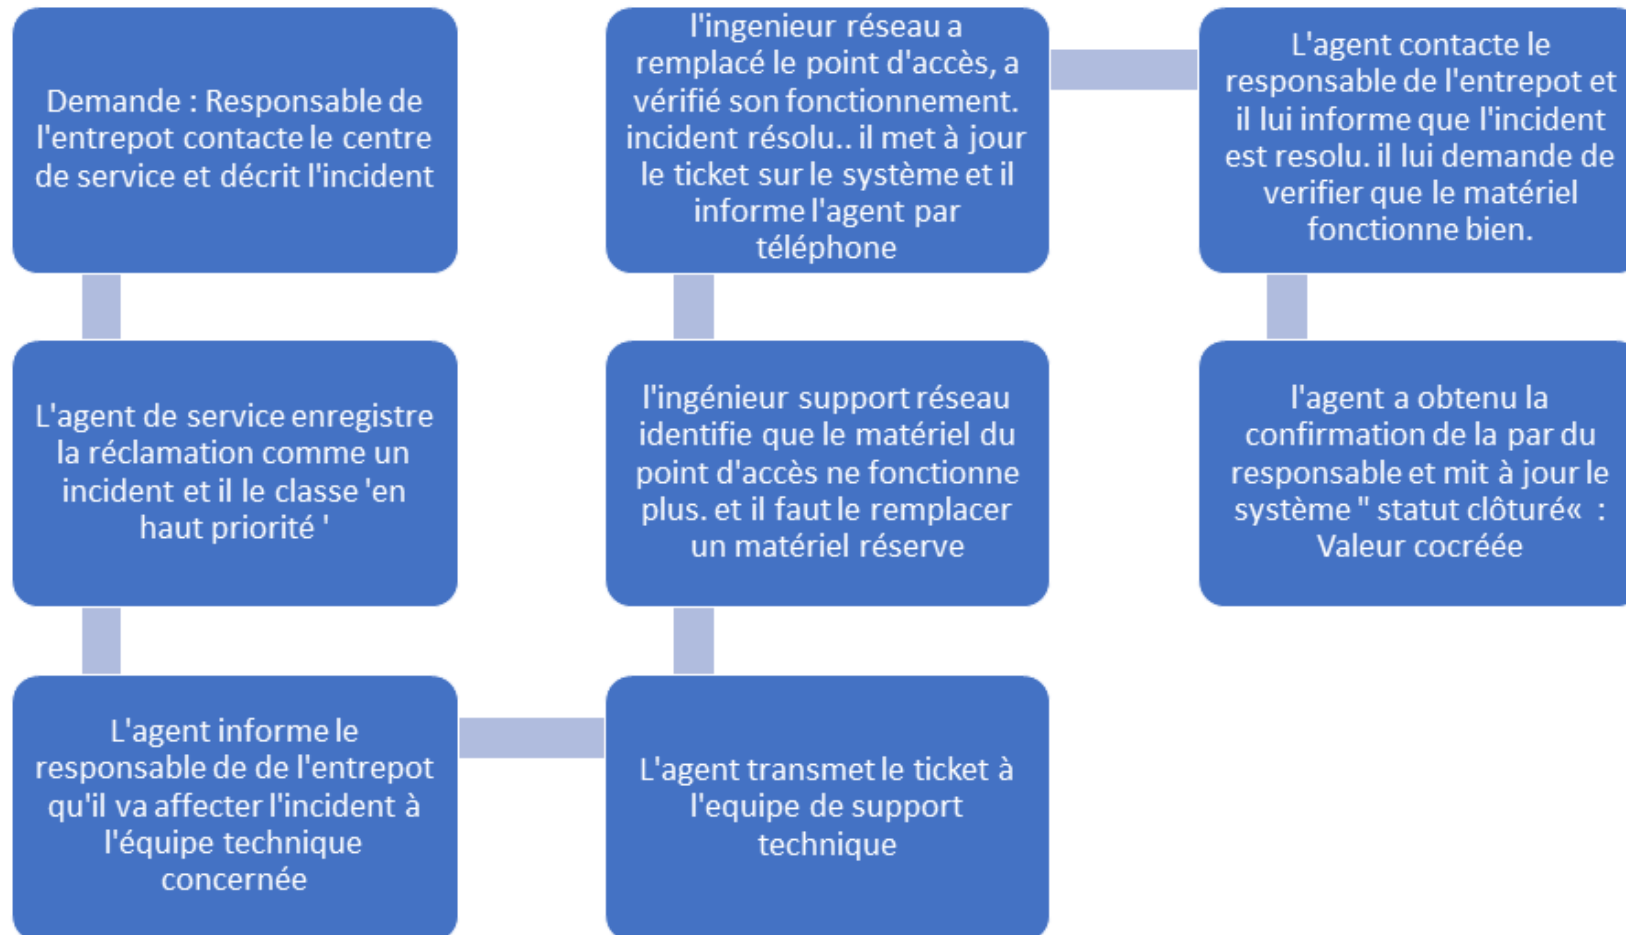 Demande : Responsable de
l'entrepot contacte le centre
de service et décrit l'incident
L'agent de service enregistre
la réclamation comme un
incident et il le classe 'en
haut priorité '
L'agent informe le
responsable de de l'entrepot
qu'il va affecter l'incident à
l'équipe technique
concernée
L'agent transmet le ticket à
l'equipe de support
technique
l'ingénieur support réseau
identifie que le matériel du
point d'accès ne fonctionne
plus. et il faut le remplacer
un matériel réserve
l'ingenieur réseau a
remplacé le point d'accès, a
vérifié son fonctionnement.
incident résolu.. il met à jour
le ticket sur le système et il
informe l'agent par
téléphone
L'agent contacte le
responsable de l'entrepot et
il lui informe que l'incident
est resolu. il lui demande de
verifier que le matériel
fonctionne bien.
l'agent a obtenu la
confirmation de la par du
responsable et mit à jour le
système " statut clôturé« :
Valeur cocréée